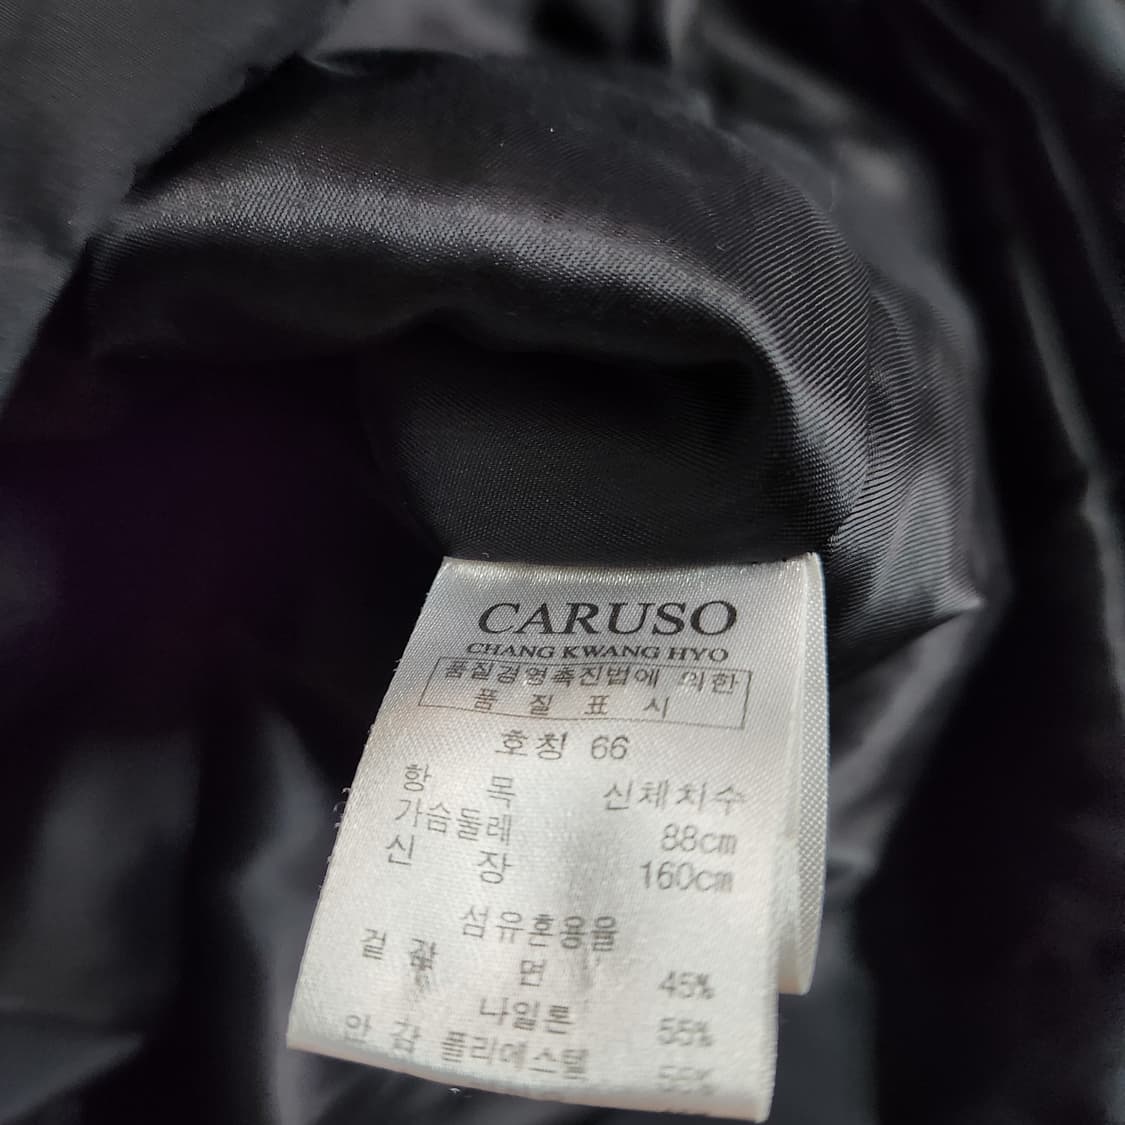 CARUSO
CHANG KWANG HYO
품질경영촉진법에 의한
품 질 표 시
호칭 66
항 목 신체치수
가슴둘레 88cm
신 장 160cm
섬유혼용율
겉 감 면 45%
나일론 55%
안 감 폴리에스텔